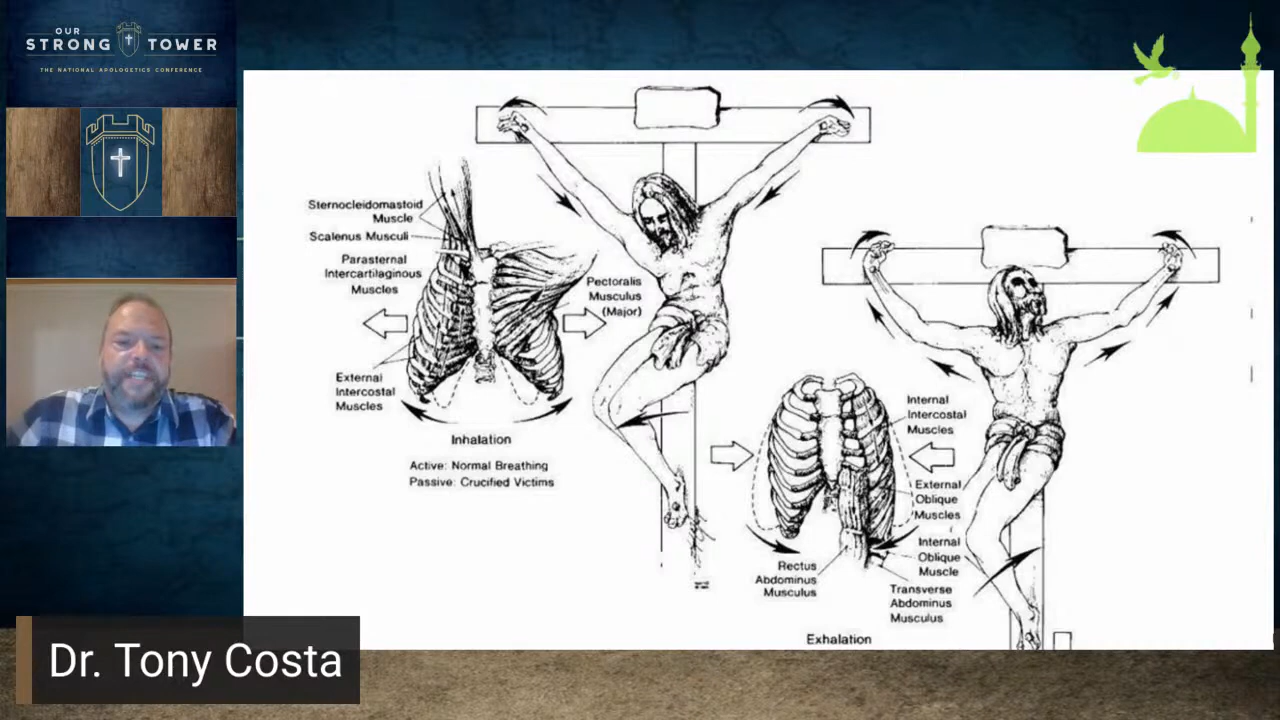 OUR
STRONG TOWER
THE NATIONAL APOLOGETICS CONFERENCE
Sternocleidomastoid
Muscle
Scalenus Musculi
Parasternal
Intercartilaginous
Muscles
Pectoralis
Musculus
(Major)
External
Intercostal
Muscles
Inhalation
Active: Normal Breathing
Passive: Crucified Victims
Internal
Intercostal
Muscles
External
Oblique
Muscles
Internal
Oblique
Muscle
Rectus
Abdominus
Musculus
Transverse
Abdominus
Musculus
Exhalation
Dr. Tony Costa